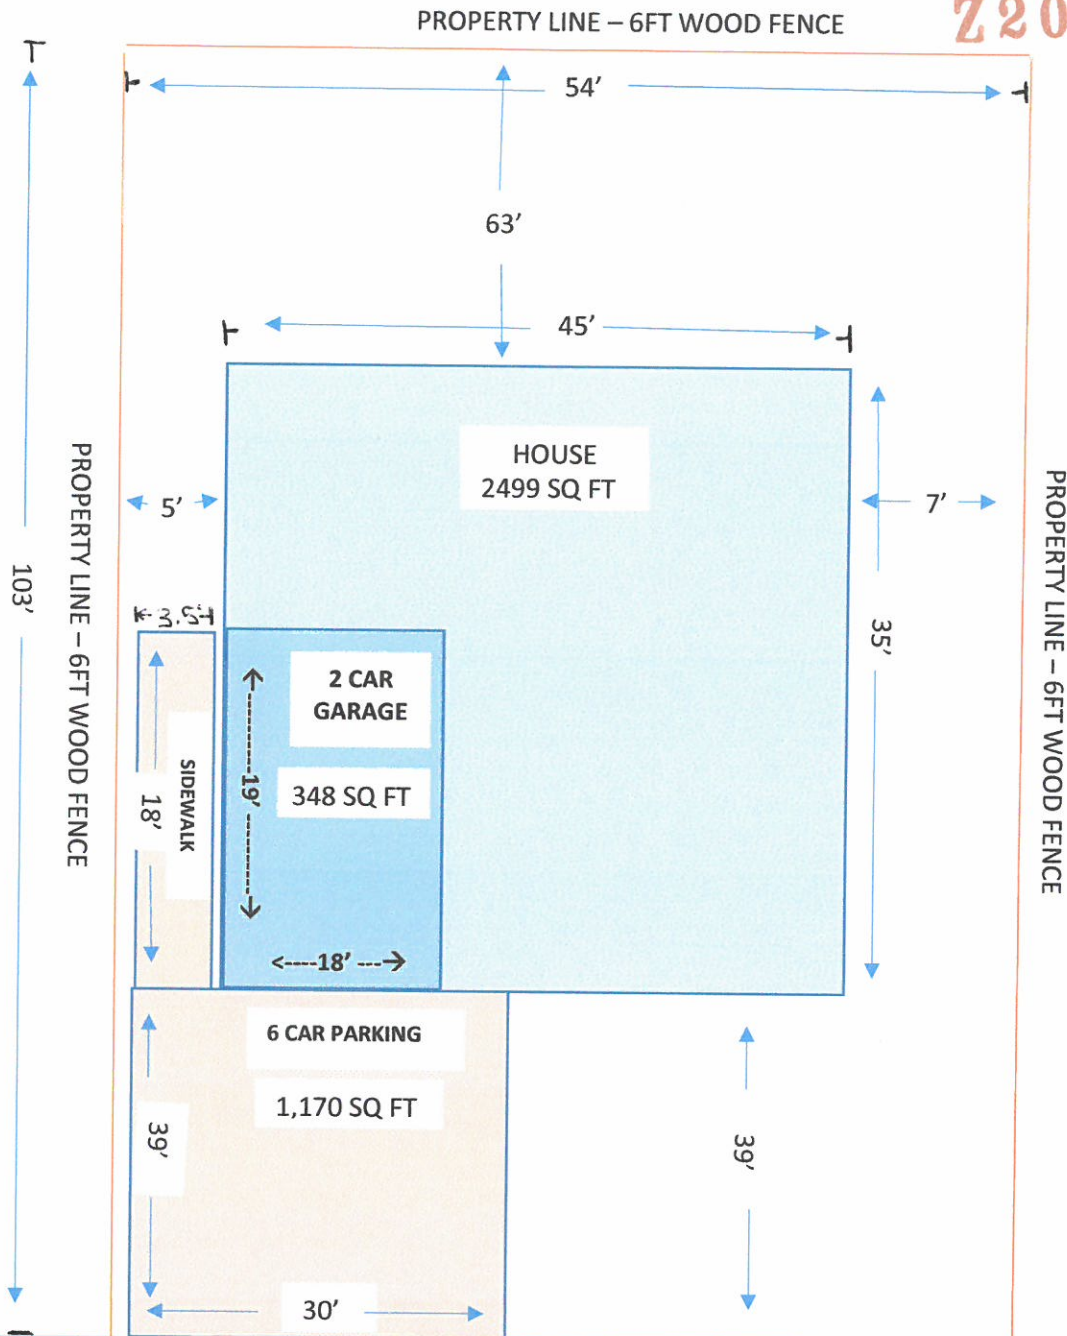 PROPERTY LINE – 6FT WOOD FENCE
Z20
54'
63'
45'
HOUSE
2499 SQ FT
5'
7'
PROPERTY LINE – 6FT WOOD FENCE
PROPERTY LINE – 6FT WOOD FENCE
103'
3.5'
35'
2 CAR
GARAGE
19'
348 SQ FT
SIDEWALK
18'
18'
6 CAR PARKING
1,170 SQ FT
39'
39'
30'